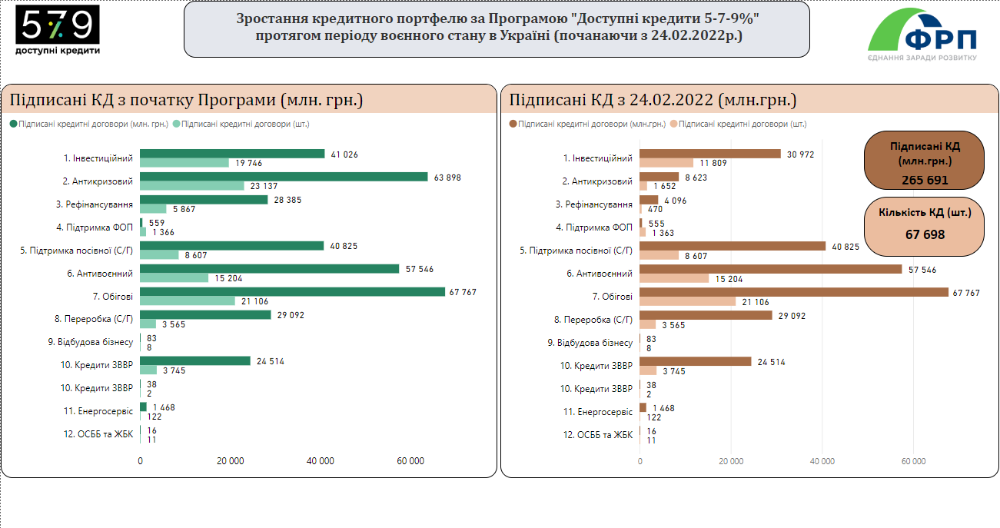 579
доступні кредити
Зростання кредитного портфелю за Програмою "Доступні кредити 5-7-9%"
протягом періоду воєнного стану в Україні (починаючи з 24.02.2022р.)
ФРП
ЄДНАННЯ ЗАРАДИ РОЗВИТКУ
Підписані КД з початку Програми (млн. грн.)
Підписані кредитні договори (млн. грн.) Підписані кредитні договори (шт.)
1. Інвестиційний 41 026
19 746
2. Антикризовий 63 898
23 137
3. Рефінансування 28 385
5 867
4. Підтримка ФОП 559
1 366
5. Підтримка посівної (С/Г) 40 825
8 607
6. Антивоєнний 57 546
15 204
7. Обігові 67 767
21 106
8. Переробка (С/Г) 29 092
3 565
9. Відбудова бізнесу 83
8
10. Кредити ЗВВР 24 514
3 745
10. Кредити ЗВВР 38
2
11. Енергосервіс 1 468
122
12. ОСББ та ЖБК 16
11
0 20 000 40 000 60 000
Підписані КД з 24.02.2022 (млн.грн.)
Підписані кредитні договори (млн.грн.) Підписані кредитні договори (шт.)
Підписані КД
(млн.грн.)
265 691
Кількість КД (шт.)
67 698
1. Інвестиційний 30 972
11 809
2. Антикризовий 8 623
1 652
3. Рефінансування 4 096
470
4. Підтримка ФОП 555
1 363
5. Підтримка посівної (С/Г) 40 825
8 607
6. Антивоєнний 57 546
15 204
7. Обігові 67 767
21 106
8. Переробка (С/Г) 29 092
3 565
9. Відбудова бізнесу 83
8
10. Кредити ЗВВР 24 514
3 745
10. Кредити ЗВВР 38
2
11. Енергосервіс 1 468
122
12. ОСББ та ЖБК 16
11
0 20 000 40 000 60 000